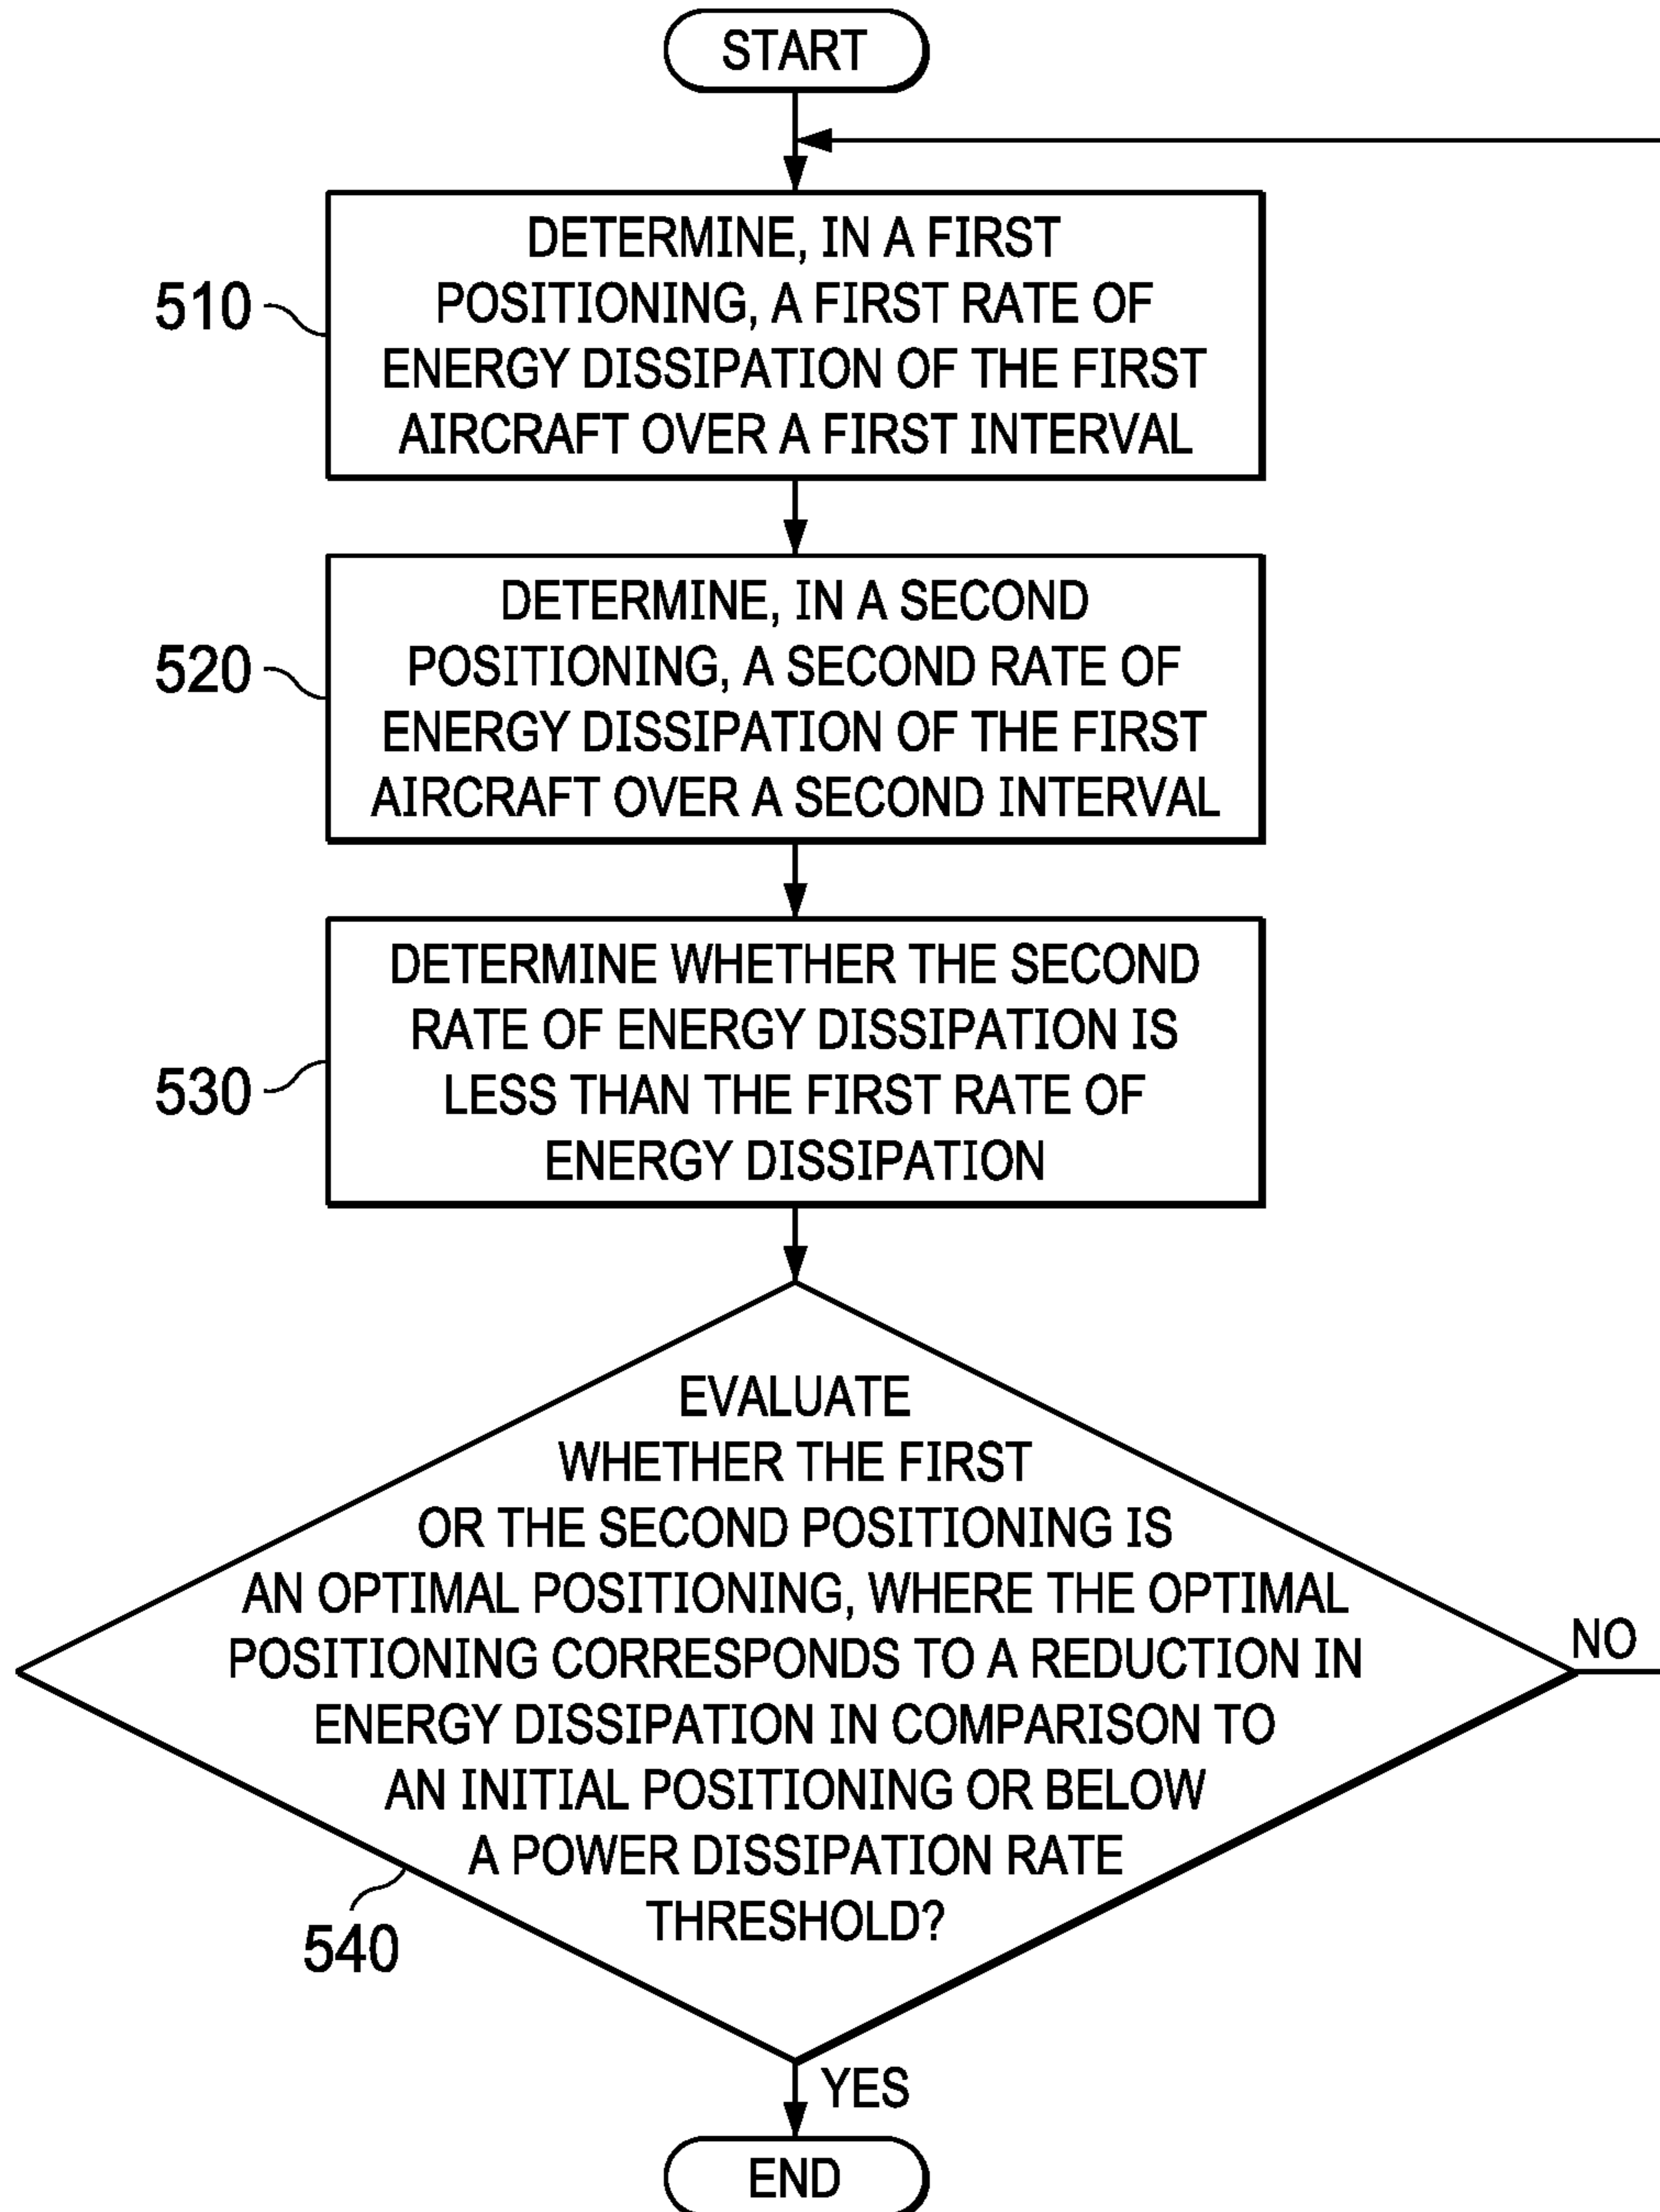 START
DETERMINE, IN A FIRST
POSITIONING, A FIRST RATE OF
ENERGY DISSIPATION OF THE FIRST
AIRCRAFT OVER A FIRST INTERVAL
510
DETERMINE, IN A SECOND
POSITIONING, A SECOND RATE OF
ENERGY DISSIPATION OF THE FIRST
AIRCRAFT OVER A SECOND INTERVAL
520
DETERMINE WHETHER THE SECOND
RATE OF ENERGY DISSIPATION IS
LESS THAN THE FIRST RATE OF
ENERGY DISSIPATION
530
EVALUATE
WHETHER THE FIRST
OR THE SECOND POSITIONING IS
AN OPTIMAL POSITIONING, WHERE THE OPTIMAL
POSITIONING CORRESPONDS TO A REDUCTION IN
ENERGY DISSIPATION IN COMPARISON TO
AN INITIAL POSITIONING OR BELOW
A POWER DISSIPATION RATE
THRESHOLD?
540
NO
YES
END